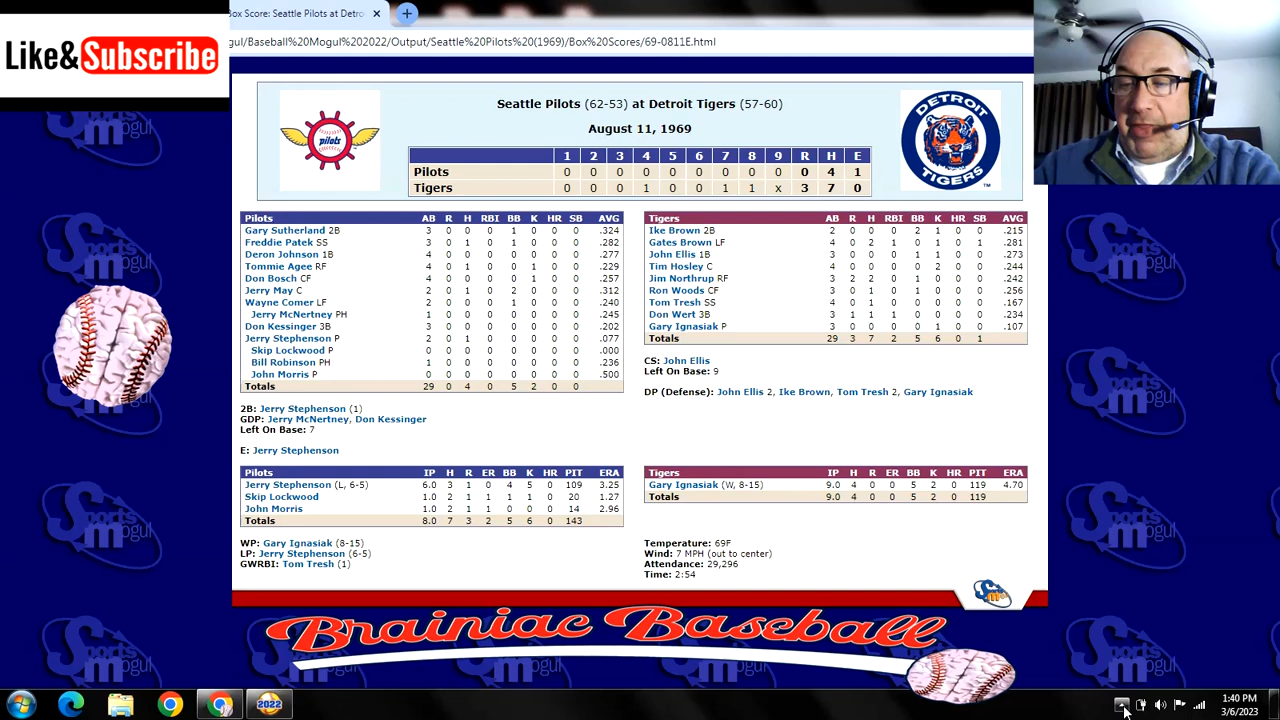 Like& Subscribe
Box Score: Seattle Pilots at Detro
gul/Baseball%20Mogul%202022/Output/Seattle%20Pilots%20(1969)/Box%20Scores/69-0811E.html
pilots
Seattle Pilots (62-53) at Detroit Tigers (57-60)
August 11, 1969
DETROIT TIGERS
1 2 3 4 5 6 7 8 9 R H E
Pilots 0 0 0 0 0 0 0 0 0 0 4 1
Tigers 0 0 0 1 0 0 1 1 x 3 7 0
Pilots AB R H RBI BB K HR SB AVG
Gary Sutherland 2B 3 0 0 0 1 0 0 0 .324
Freddie Patek SS 3 0 1 0 1 0 0 0 .282
Deron Johnson 1B 4 0 0 0 0 0 0 0 .277
Tommie Agee RF 4 0 1 0 0 1 0 0 .229
Don Bosch CF 4 0 0 0 0 1 0 0 .257
Jerry May C 2 0 1 0 2 0 0 0 .312
Wayne Comer LF 2 0 0 0 1 0 0 0 .240
Jerry McNertney PH 1 0 0 0 0 0 0 0 .245
Don Kessinger 3B 3 0 0 0 0 0 0 0 .202
Jerry Stephenson P 2 0 1 0 0 0 0 0 .077
Skip Lockwood P 0 0 0 0 0 0 0 0 .000
Bill Robinson PH 1 0 0 0 0 0 0 0 .236
John Morris P 0 0 0 0 0 0 0 0 .500
Totals 29 0 4 0 5 2 0 0
2B: Jerry Stephenson (1)
GDP: Jerry McNertney, Don Kessinger
Left On Base: 7
E: Jerry Stephenson
Tigers AB R H RBI BB K HR SB AVG
Ike Brown 2B 2 0 0 0 2 1 0 0 .215
Gates Brown LF 4 0 2 1 0 1 0 1 .281
John Ellis 1B 3 0 0 0 1 1 0 0 .273
Tim Hosley C 4 0 0 0 0 2 0 0 .244
Jim Northrup RF 3 2 2 0 1 0 0 0 .242
Ron Woods CF 3 0 1 0 1 0 0 0 .256
Tom Tresh SS 4 0 1 0 0 0 0 0 .167
Don Wert 3B 3 1 1 1 0 0 0 0 .234
Gary Ignasiak P 3 0 0 0 0 1 0 0 .107
Totals 29 3 7 2 5 6 0 1
CS: John Ellis
Left On Base: 9
DP (Defense): John Ellis 2, Ike Brown, Tom Tresh 2, Gary Ignasiak
Pilots IP H R ER BB K HR PIT ERA
Jerry Stephenson (L, 6-5) 6.0 3 1 0 4 5 0 109 3.25
Skip Lockwood 1.0 2 1 1 1 1 0 20 1.27
John Morris 1.0 2 1 1 0 0 0 14 2.96
Totals 8.0 7 3 2 5 6 0 143
WP: Gary Ignasiak (8-15)
LP: Jerry Stephenson (6-5)
GWRBI: Tom Tresh (1)
Tigers IP H R ER BB K HR PIT ERA
Gary Ignasiak (W, 8-15) 9.0 4 0 0 5 2 0 119 4.70
Totals 9.0 4 0 0 5 2 0 119
Temperature: 69F
Wind: 7 MPH (out to center)
Attendance: 29,296
Time: 2:54
Brainiac Baseball
Sports Mogul
2022
1:40 PM
3/6/2023